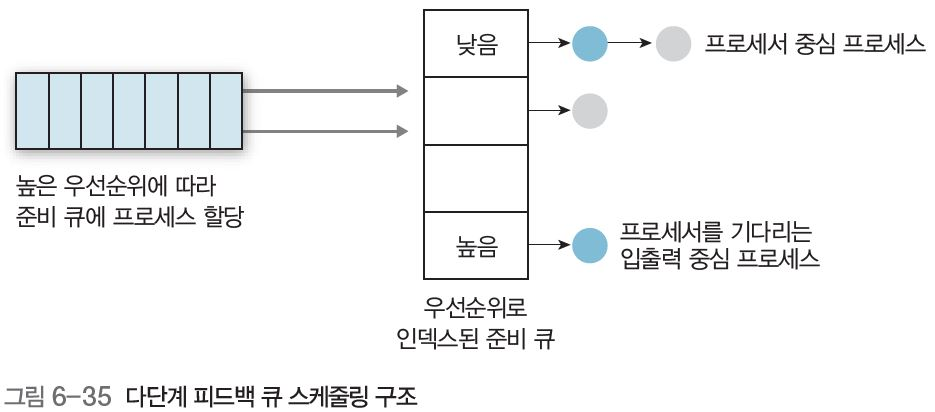 낮음
프로세서 중심 프로세스
높은 우선순위에 따라
준비 큐에 프로세스 할당
높음
프로세서를 기다리는
입출력 중심 프로세스
우선순위로
인덱스된 준비 큐
그림 6-35 다단계 피드백 큐 스케줄링 구조